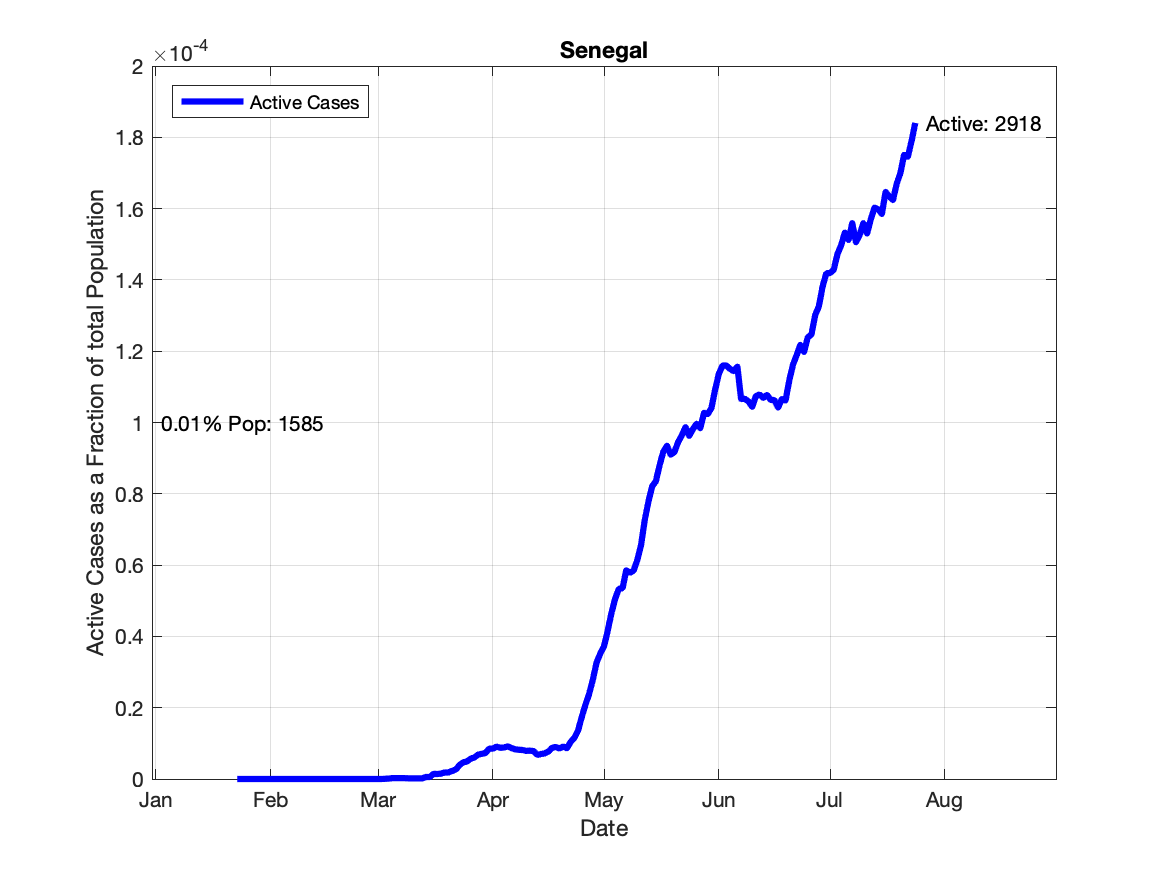 Senegal
×10-4
Active Cases
Active: 2918
0.01% Pop: 1585
Active Cases as a Fraction of total Population
2
1.8
1.6
1.4
1.2
1
0.8
0.6
0.4
0.2
0
Jan Feb Mar Apr May Jun Jul Aug
Date